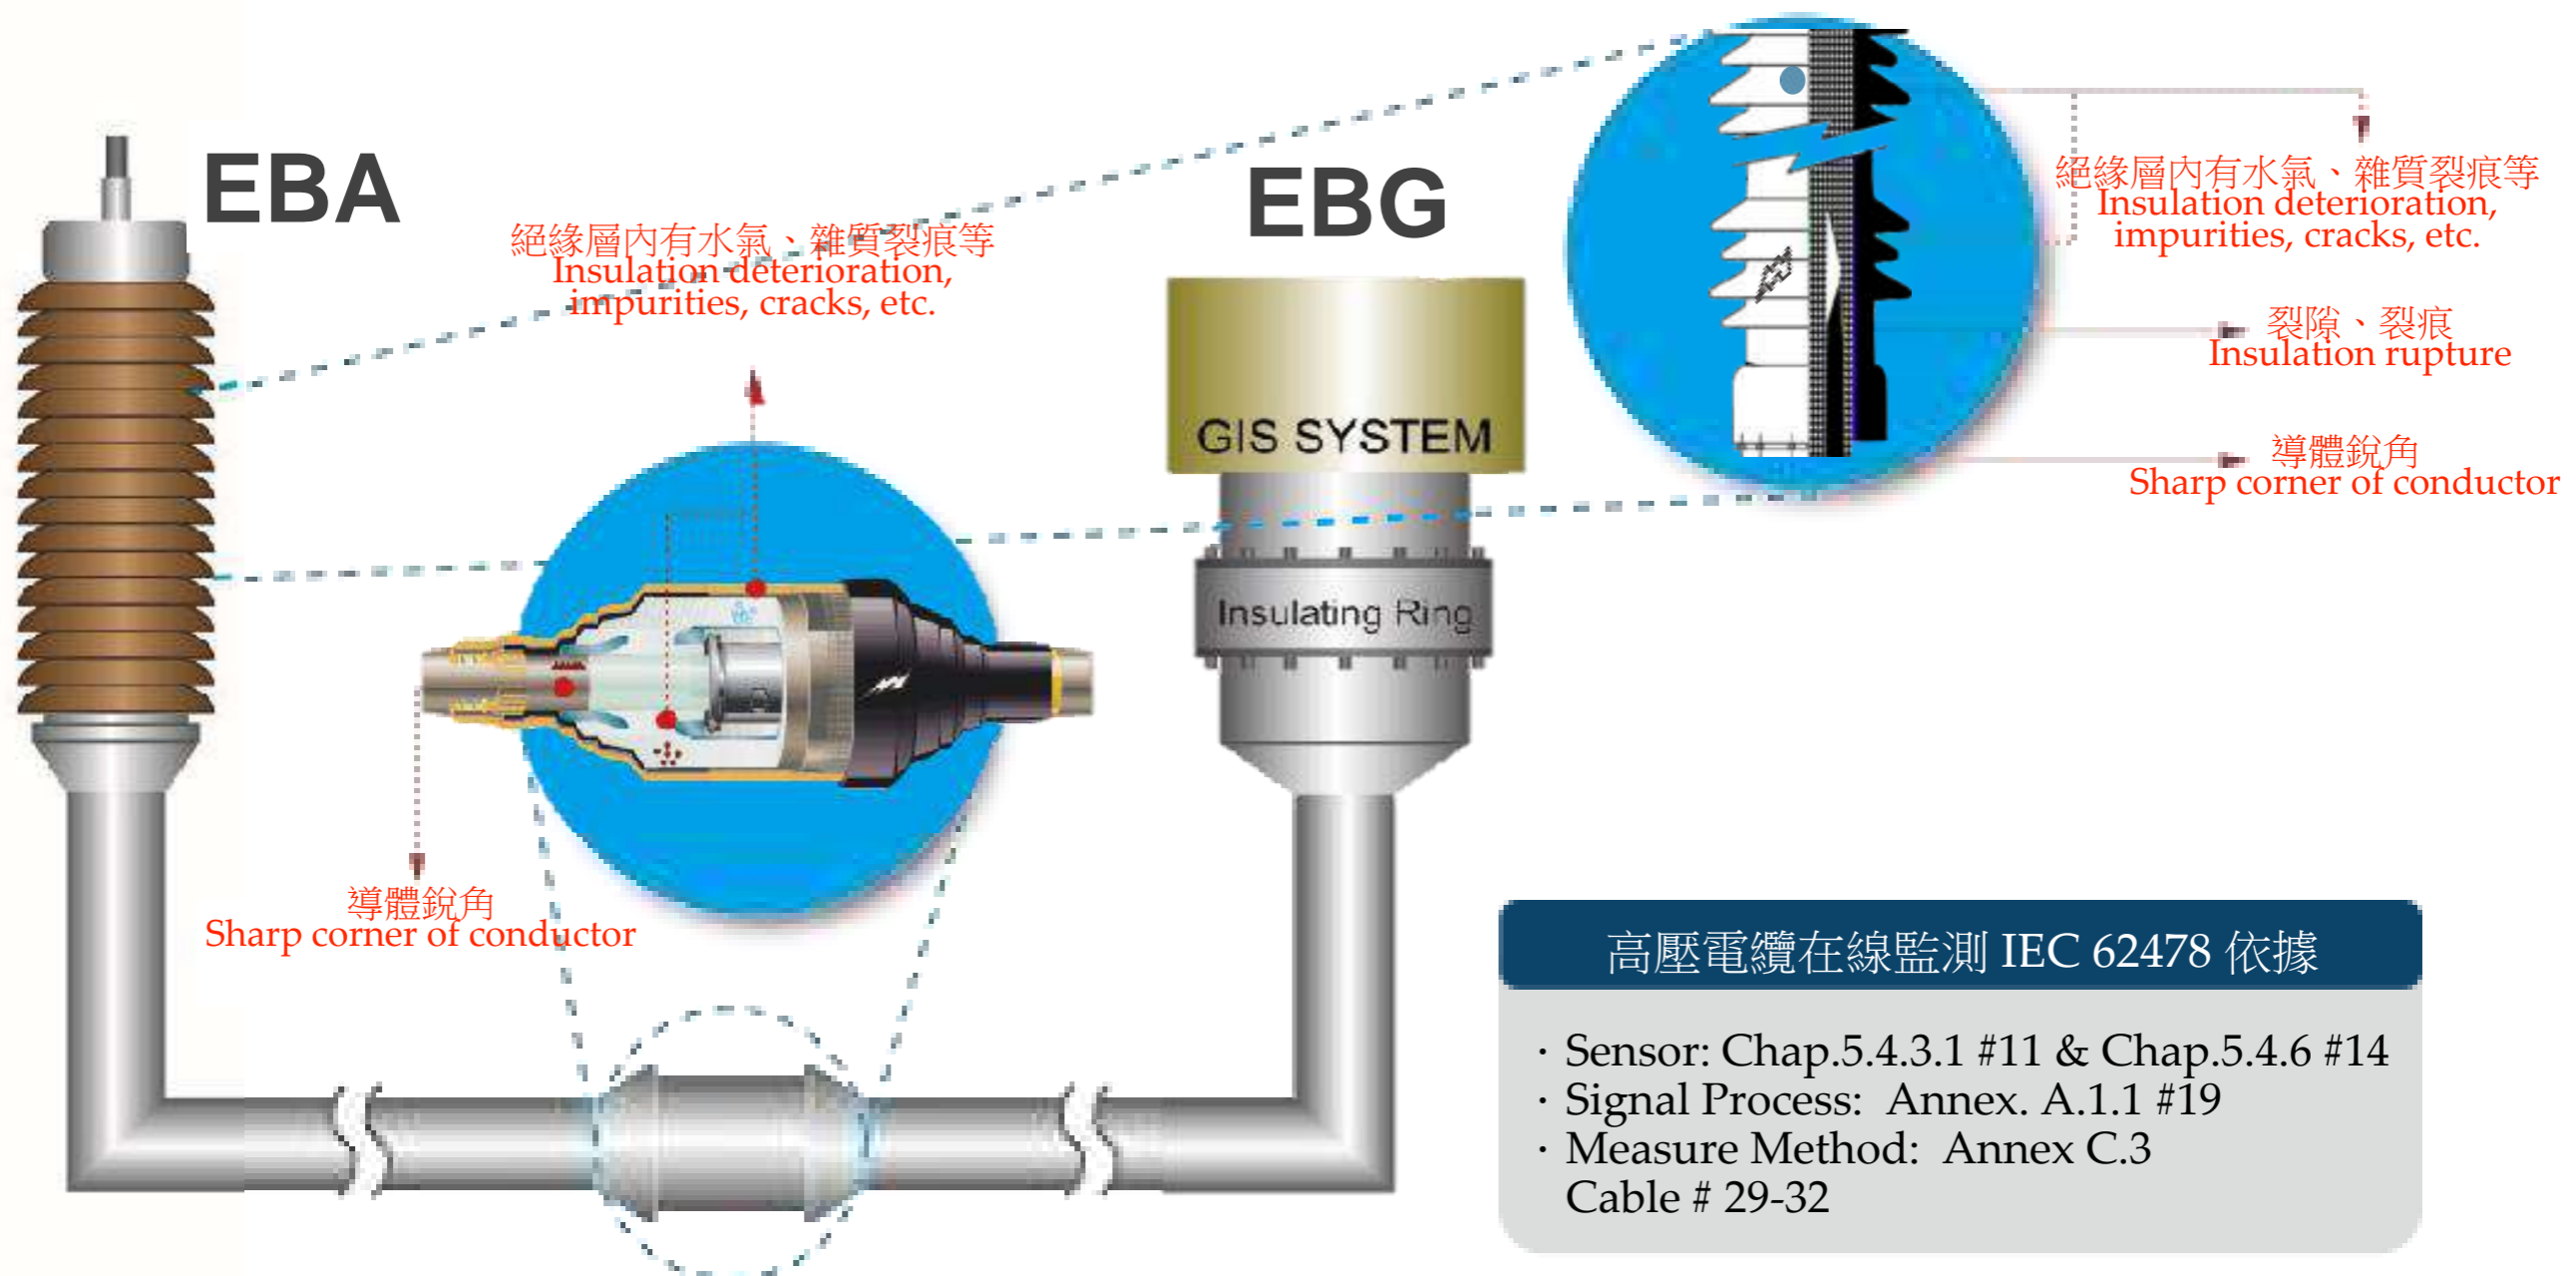 EBA
絕緣層內有水氣、雜質裂痕等
Insulation deterioration,
impurities, cracks, etc.
EBG
GIS SYSTEM
Insulating Ring
絕緣層內有水氣、雜質裂痕等
Insulation deterioration,
impurities, cracks, etc.
裂隙、裂痕
Insulation rupture
導體銳角
Sharp corner of conductor
導體銳角
Sharp corner of conductor
高壓電纜在線監測 IEC 62478 依據
· Sensor: Chap.5.4.3.1 #11 & Chap.5.4.6 #14
· Signal Process: Annex. A.1.1 #19
· Measure Method: Annex C.3
Cable # 29-32